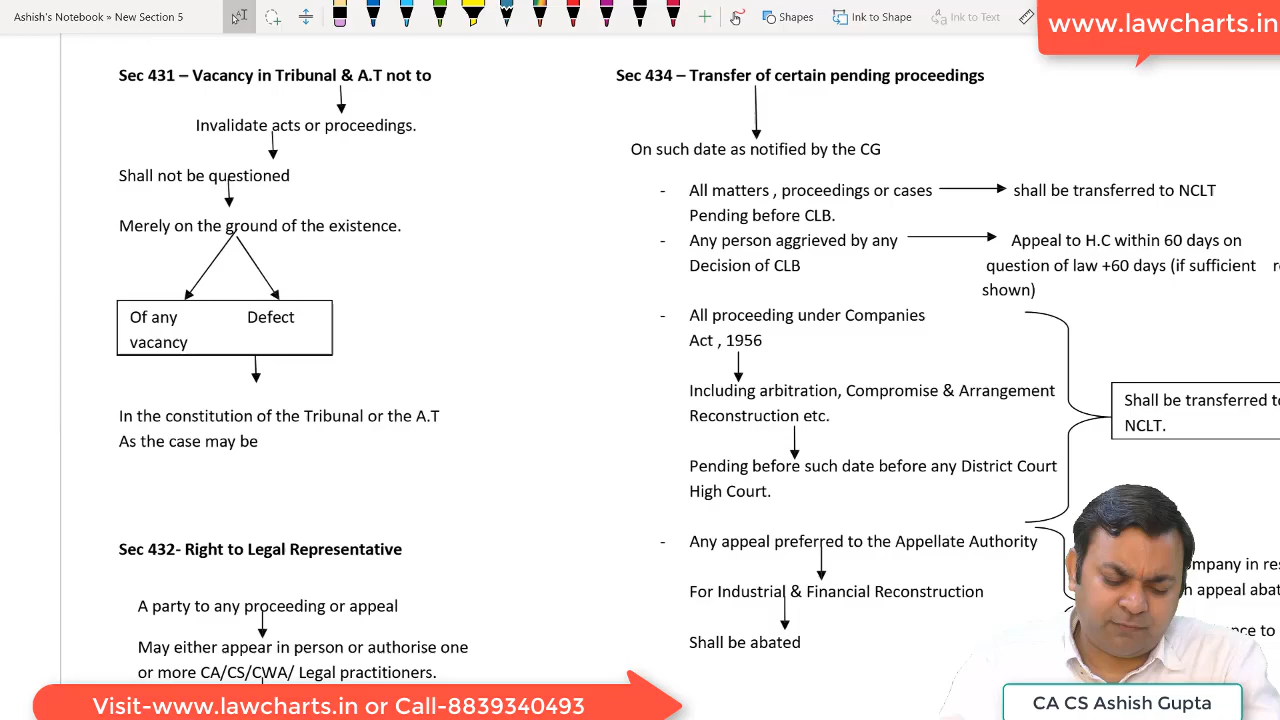 Ashish's Notebook » New Section 5
Shapes
Ink to Shape
Ink to Text
www.lawcharts.in
Sec 431 – Vacancy in Tribunal & A.T not to
Invalidate acts or proceedings.
Shall not be questioned
Merely on the ground of the existence.
Of any Defect
vacancy
In the constitution of the Tribunal or the A.T
As the case may be
Sec 432- Right to Legal Representative
A party to any proceeding or appeal
May either appear in person or authorise one
or more CA/CS/CWA/ Legal practitioners.
Sec 434 – Transfer of certain pending proceedings
On such date as notified by the CG
- All matters , proceedings or cases shall be transferred to NCLT
Pending before CLB.
- Any person aggrieved by any Appeal to H.C within 60 days on
Decision of CLB question of law +60 days (if sufficient
shown)
- All proceeding under Companies
Act , 1956
Including arbitration, Compromise & Arrangement
Reconstruction etc.
Shall be transferred
NCLT.
Pending before such date before any District Court
High Court.
- Any appeal preferred to the Appellate Authority
For Industrial & Financial Reconstruction
Shall be abated
Visit-www.lawcharts.in or Call-8839340493
CA CS Ashish Gupta